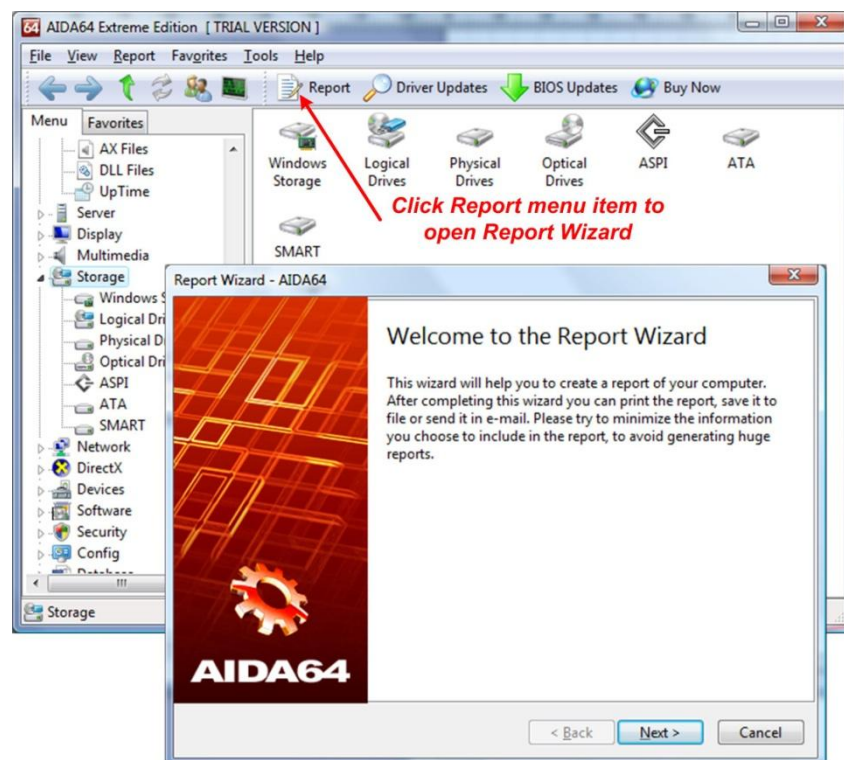 64 AIDA64 Extreme Edition [ TRIAL VERSION ]
File View Report Favorites Tools Help
Report Driver Updates BIOS Updates Buy Now
Menu Favorites
AX Files
DLL Files
UpTime
Server
Display
Multimedia
Storage
Windows S
Logical Dri
Physical D
Optical Dri
ASPI
ATA
SMART
Network
DirectX
Devices
Software
Security
Config
Database
Storage
Windows Storage
Logical Drives
Physical Drives
Optical Drives
ASPI
ATA
SMART
Click Report menu item to
open Report Wizard
Report Wizard - AIDA64
Welcome to the Report Wizard
This wizard will help you to create a report of your computer.
After completing this wizard you can print the report, save it to
file or send it in e-mail. Please try to minimize the information
you choose to include in the report, to avoid generating huge
reports.
AIDA64
< Back Next > Cancel